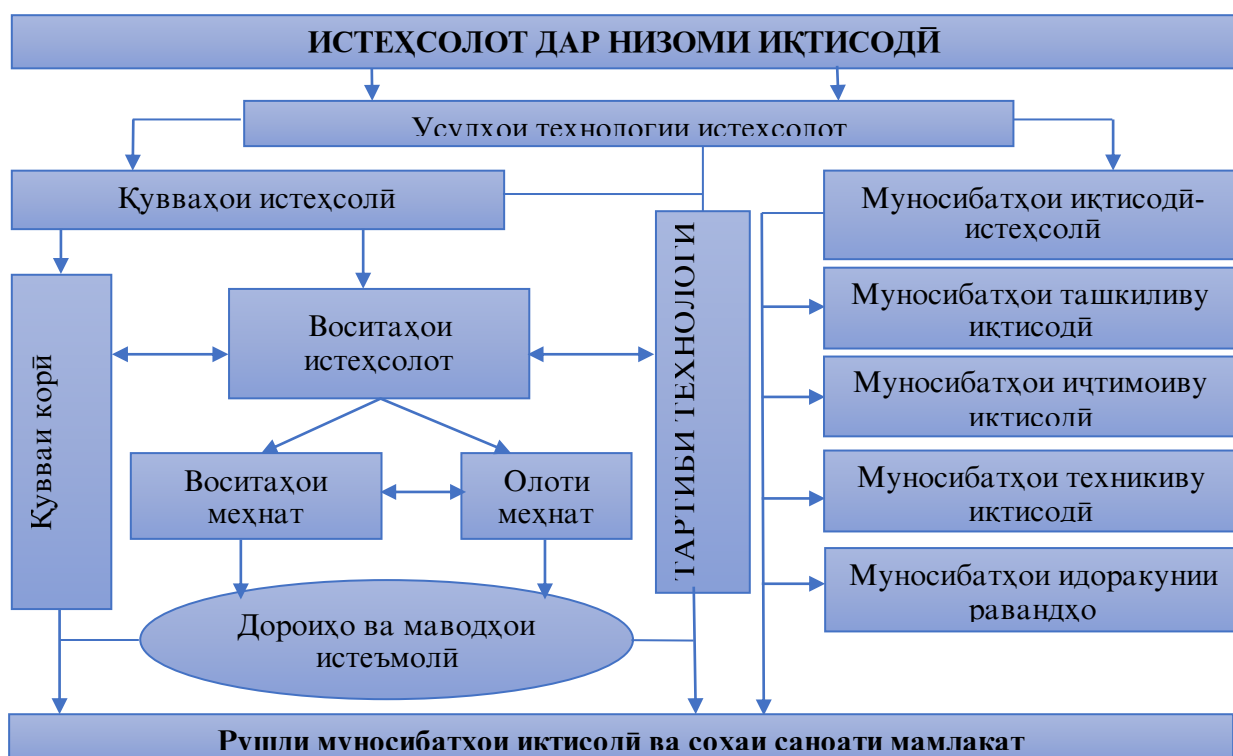 ИСТЕҲСОЛОТ ДАР НИЗОМИ ИҚТИСОДӢ
Усулҳои технологии истеҳсолот
Қувваҳои истеҳсолӣ
Муносибатҳои иқтисодӣ-
истеҳсолӣ
Қувваи корӣ
Воситаҳои
истеҳсолот
ТАРТИБИ ТЕХНОЛОГИ
Муносибатҳои ташкиливу
иқтисодӣ
Муносибатҳои иҷтимоиву
иқтисодӣ
Воситаҳои
меҳнат
Олоти
меҳнат
Муносибатҳои техникиву
иқтисодӣ
Муносибатҳои идоракунии
равандҳо
Дороиҳо ва маводҳои
истеъмолӣ
Рушди муносибатҳои иқтисодӣ ва соҳаи саноати мамлакат